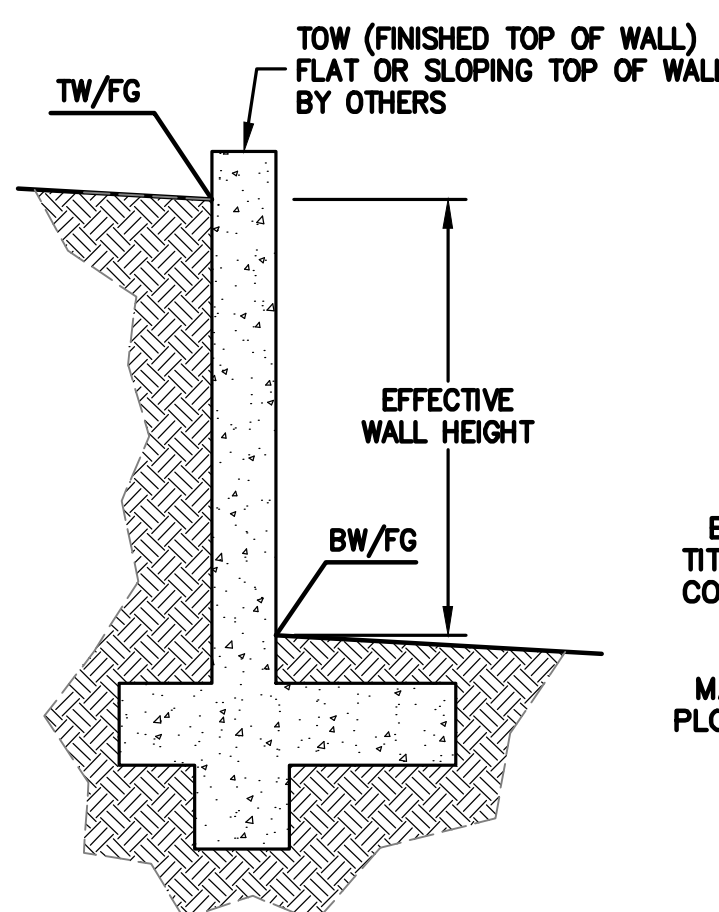 TOW (FINISHED TOP OF WALL)
FLAT OR SLOPING TOP OF WALL
BY OTHERS
TW/FG
EFFECTIVE
WALL HEIGHT
BW/FG